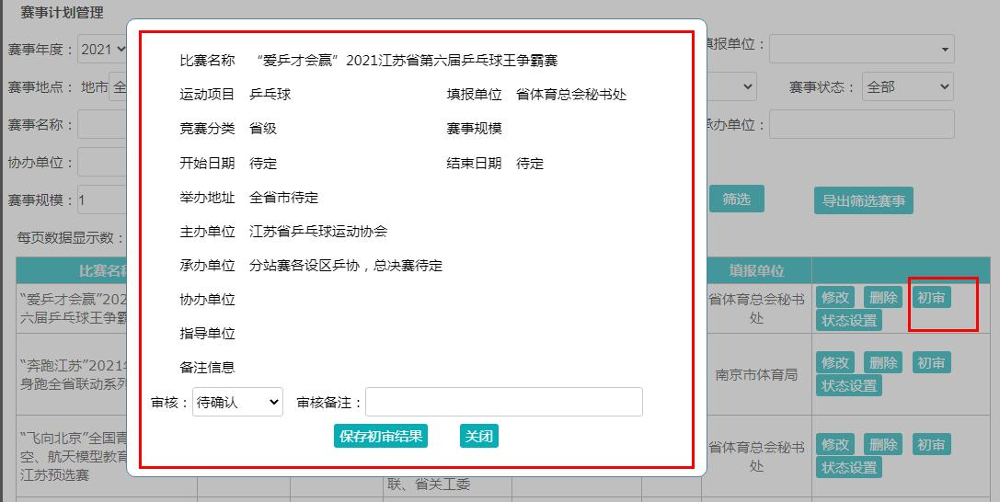 赛事计划管理
赛事年度：2021
填报单位：
赛事地点： 地市 全
赛事状态： 全部
赛事名称：
承办单位：
协办单位：
赛事规模：1
筛选 导出筛选赛事
每页数据显示数：
比赛名称 “爱乒才会赢”2021江苏省第六届乒乓球王争霸赛
运动项目 乒乓球 填报单位 省体育总会秘书处
竞赛分类 省级 赛事规模
开始日期 待定 结束日期 待定
举办地址 全省市待定
主办单位 江苏省乒乓球运动协会
承办单位 分站赛各设区乒协，总决赛待定
协办单位
指导单位
备注信息
审核： 待确认 审核备注：
保存初审结果 关闭
比赛名称 填报单位
“爱乒才会赢”202
六届乒乓球王争霸
省体育总会秘书
处
修改 删除 初审
状态设置
“奔跑江苏”2021
身跑全省联动系列
南京市体育局
修改 删除 初审
状态设置
“飞向北京”全国青
空、航天模型教育
江苏预选赛
联、省关工委
省体育总会秘书
处
修改 删除 初审
状态设置